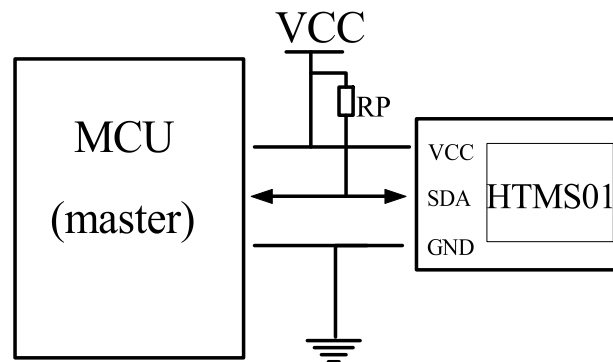 VCC
RP
MCU
(master)
VCC
SDA
GND
HTMS01